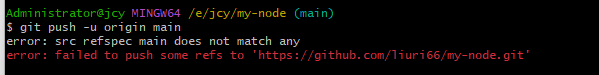 Administrator@jcy MINGW64 /e/jcy/my-node (main)
$ git push -u origin main
error: src refspec main does not match any
error: failed to push some refs to 'https://github.com/liuri66/my-node.git'